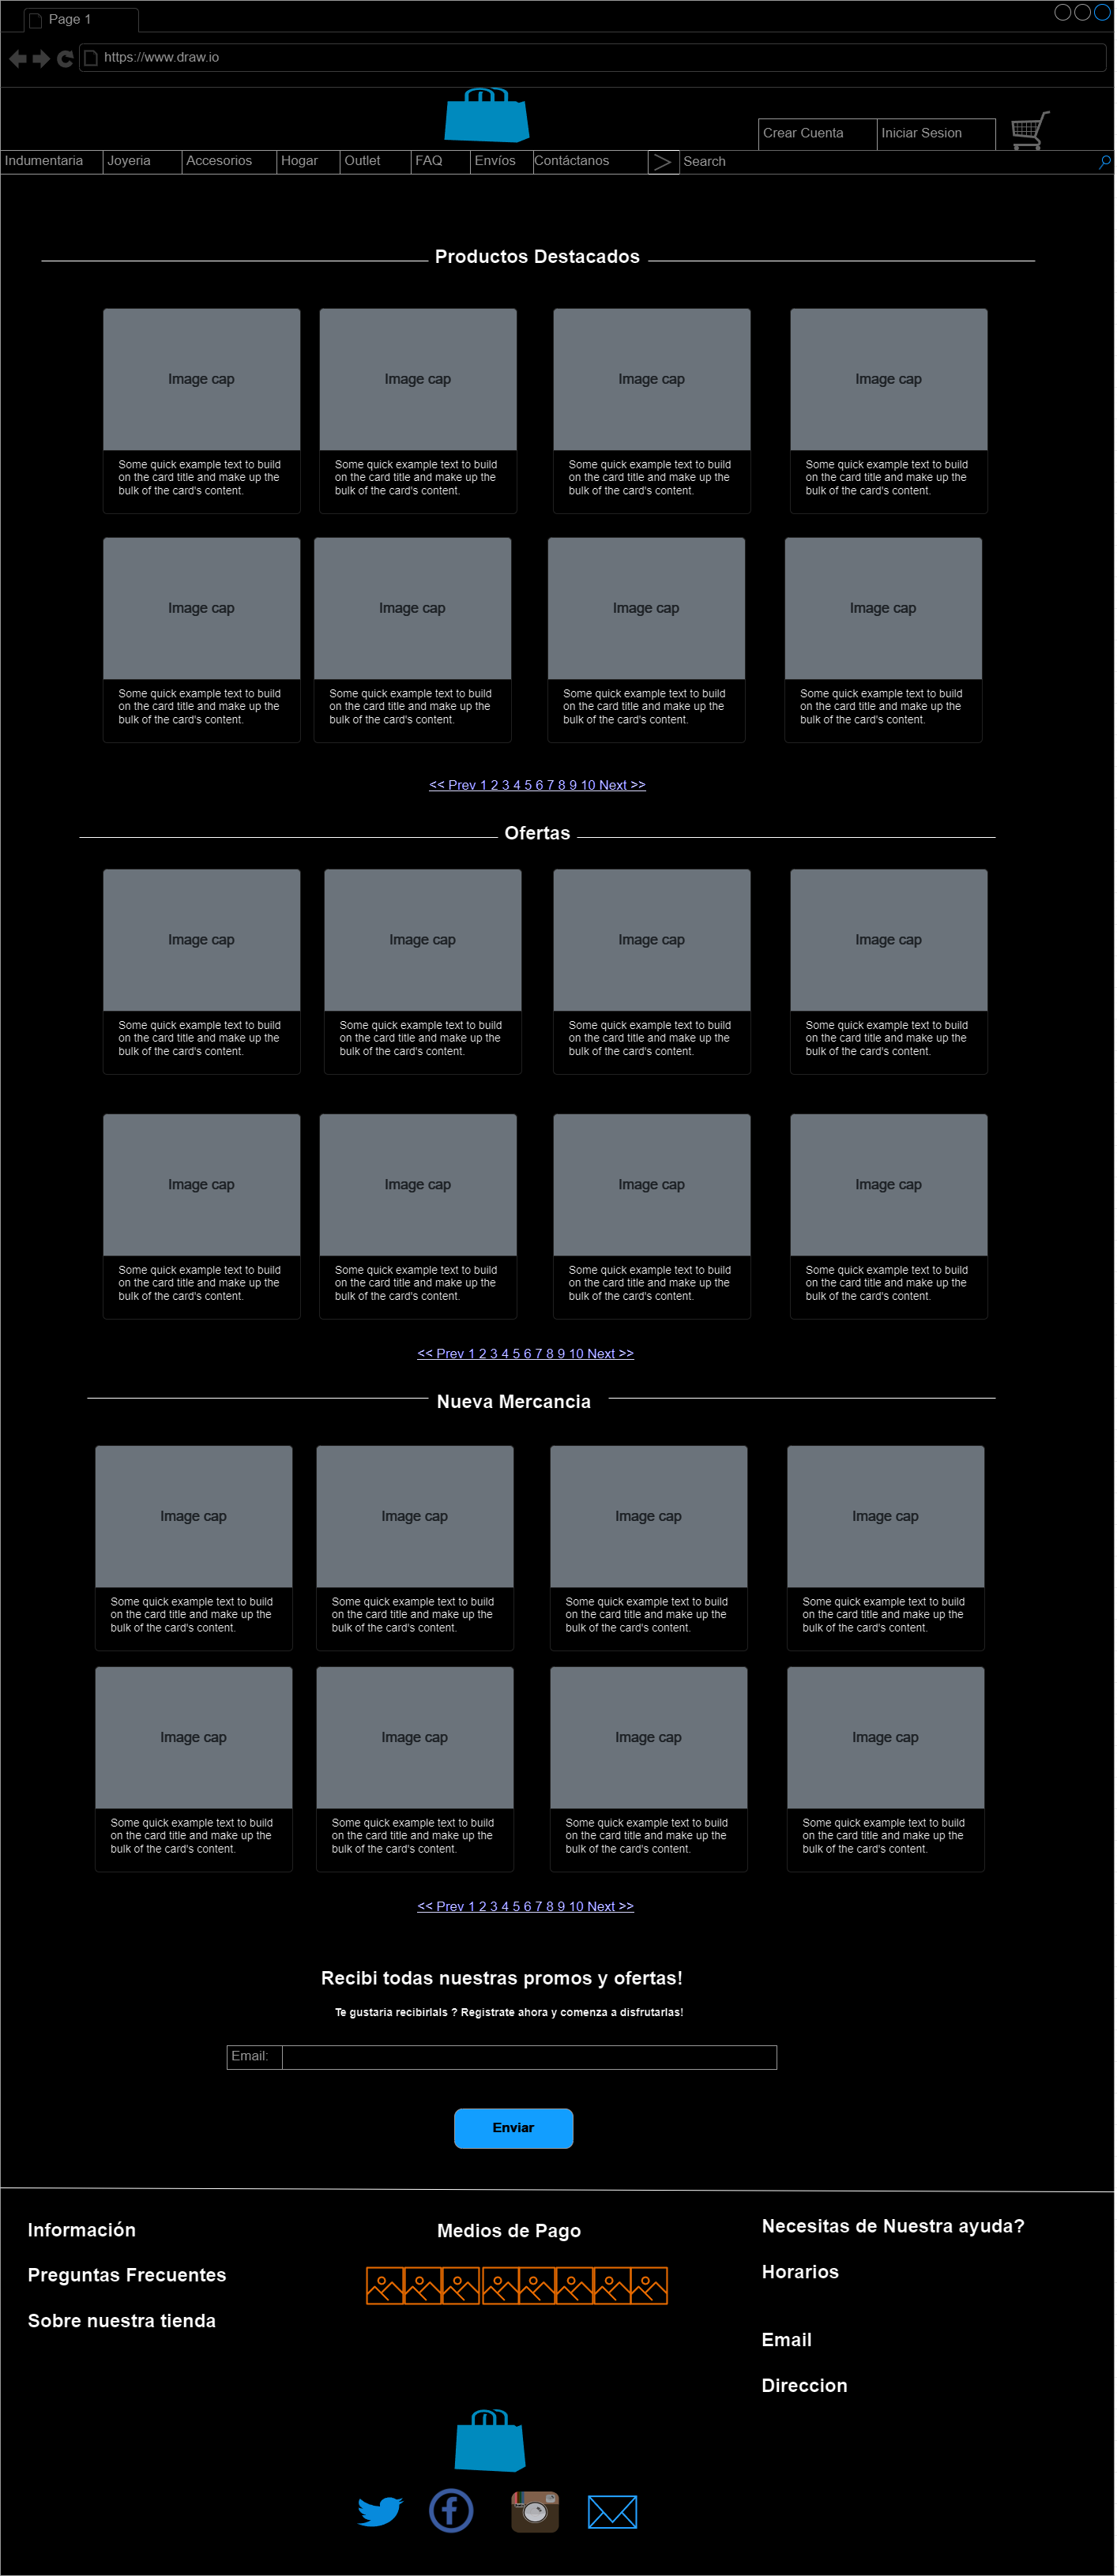 Page 1
https://www.draw.io
Crear Cuenta Iniciar Sesion
Indumentaria Joyeria Accesorios Hogar Outlet FAQ Envíos Contáctanos > Search
Productos Destacados
Image cap Image cap Image cap Image cap
Some quick example text to build Some quick example text to build Some quick example text to build Some quick example text to build
on the card title and make up the on the card title and make up the on the card title and make up the on the card title and make up the
bulk of the card's content. bulk of the card's content. bulk of the card's content. bulk of the card's content.
Image cap Image cap Image cap Image cap
Some quick example text to build Some quick example text to build Some quick example text to build Some quick example text to build
on the card title and make up the on the card title and make up the on the card title and make up the on the card title and make up the
bulk of the card's content. bulk of the card's content. bulk of the card's content. bulk of the card's content.
<< Prev 1 2 3 4 5 6 7 8 9 10 Next >>
Ofertas
Image cap Image cap Image cap Image cap
Some quick example text to build Some quick example text to build Some quick example text to build Some quick example text to build
on the card title and make up the on the card title and make up the on the card title and make up the on the card title and make up the
bulk of the card's content. bulk of the card's content. bulk of the card's content. bulk of the card's content.
Image cap Image cap Image cap Image cap
Some quick example text to build Some quick example text to build Some quick example text to build Some quick example text to build
on the card title and make up the on the card title and make up the on the card title and make up the on the card title and make up the
bulk of the card's content. bulk of the card's content. bulk of the card's content. bulk of the card's content.
<< Prev 1 2 3 4 5 6 7 8 9 10 Next >>
Nueva Mercancia
Image cap Image cap Image cap Image cap
Some quick example text to build Some quick example text to build Some quick example text to build Some quick example text to build
on the card title and make up the on the card title and make up the on the card title and make up the on the card title and make up the
bulk of the card's content. bulk of the card's content. bulk of the card's content. bulk of the card's content.
Image cap Image cap Image cap Image cap
Some quick example text to build Some quick example text to build Some quick example text to build Some quick example text to build
on the card title and make up the on the card title and make up the on the card title and make up the on the card title and make up the
bulk of the card's content. bulk of the card's content. bulk of the card's content. bulk of the card's content.
<< Prev 1 2 3 4 5 6 7 8 9 10 Next >>
Recibi todas nuestras promos y ofertas!
Te gustaria recibirlals ? Registrate ahora y comenza a disfrutarlas!
Email:
Enviar
Información
Preguntas Frecuentes
Sobre nuestra tienda
Medios de Pago
Necesitas de Nuestra ayuda?
Horarios
Email
Direccion